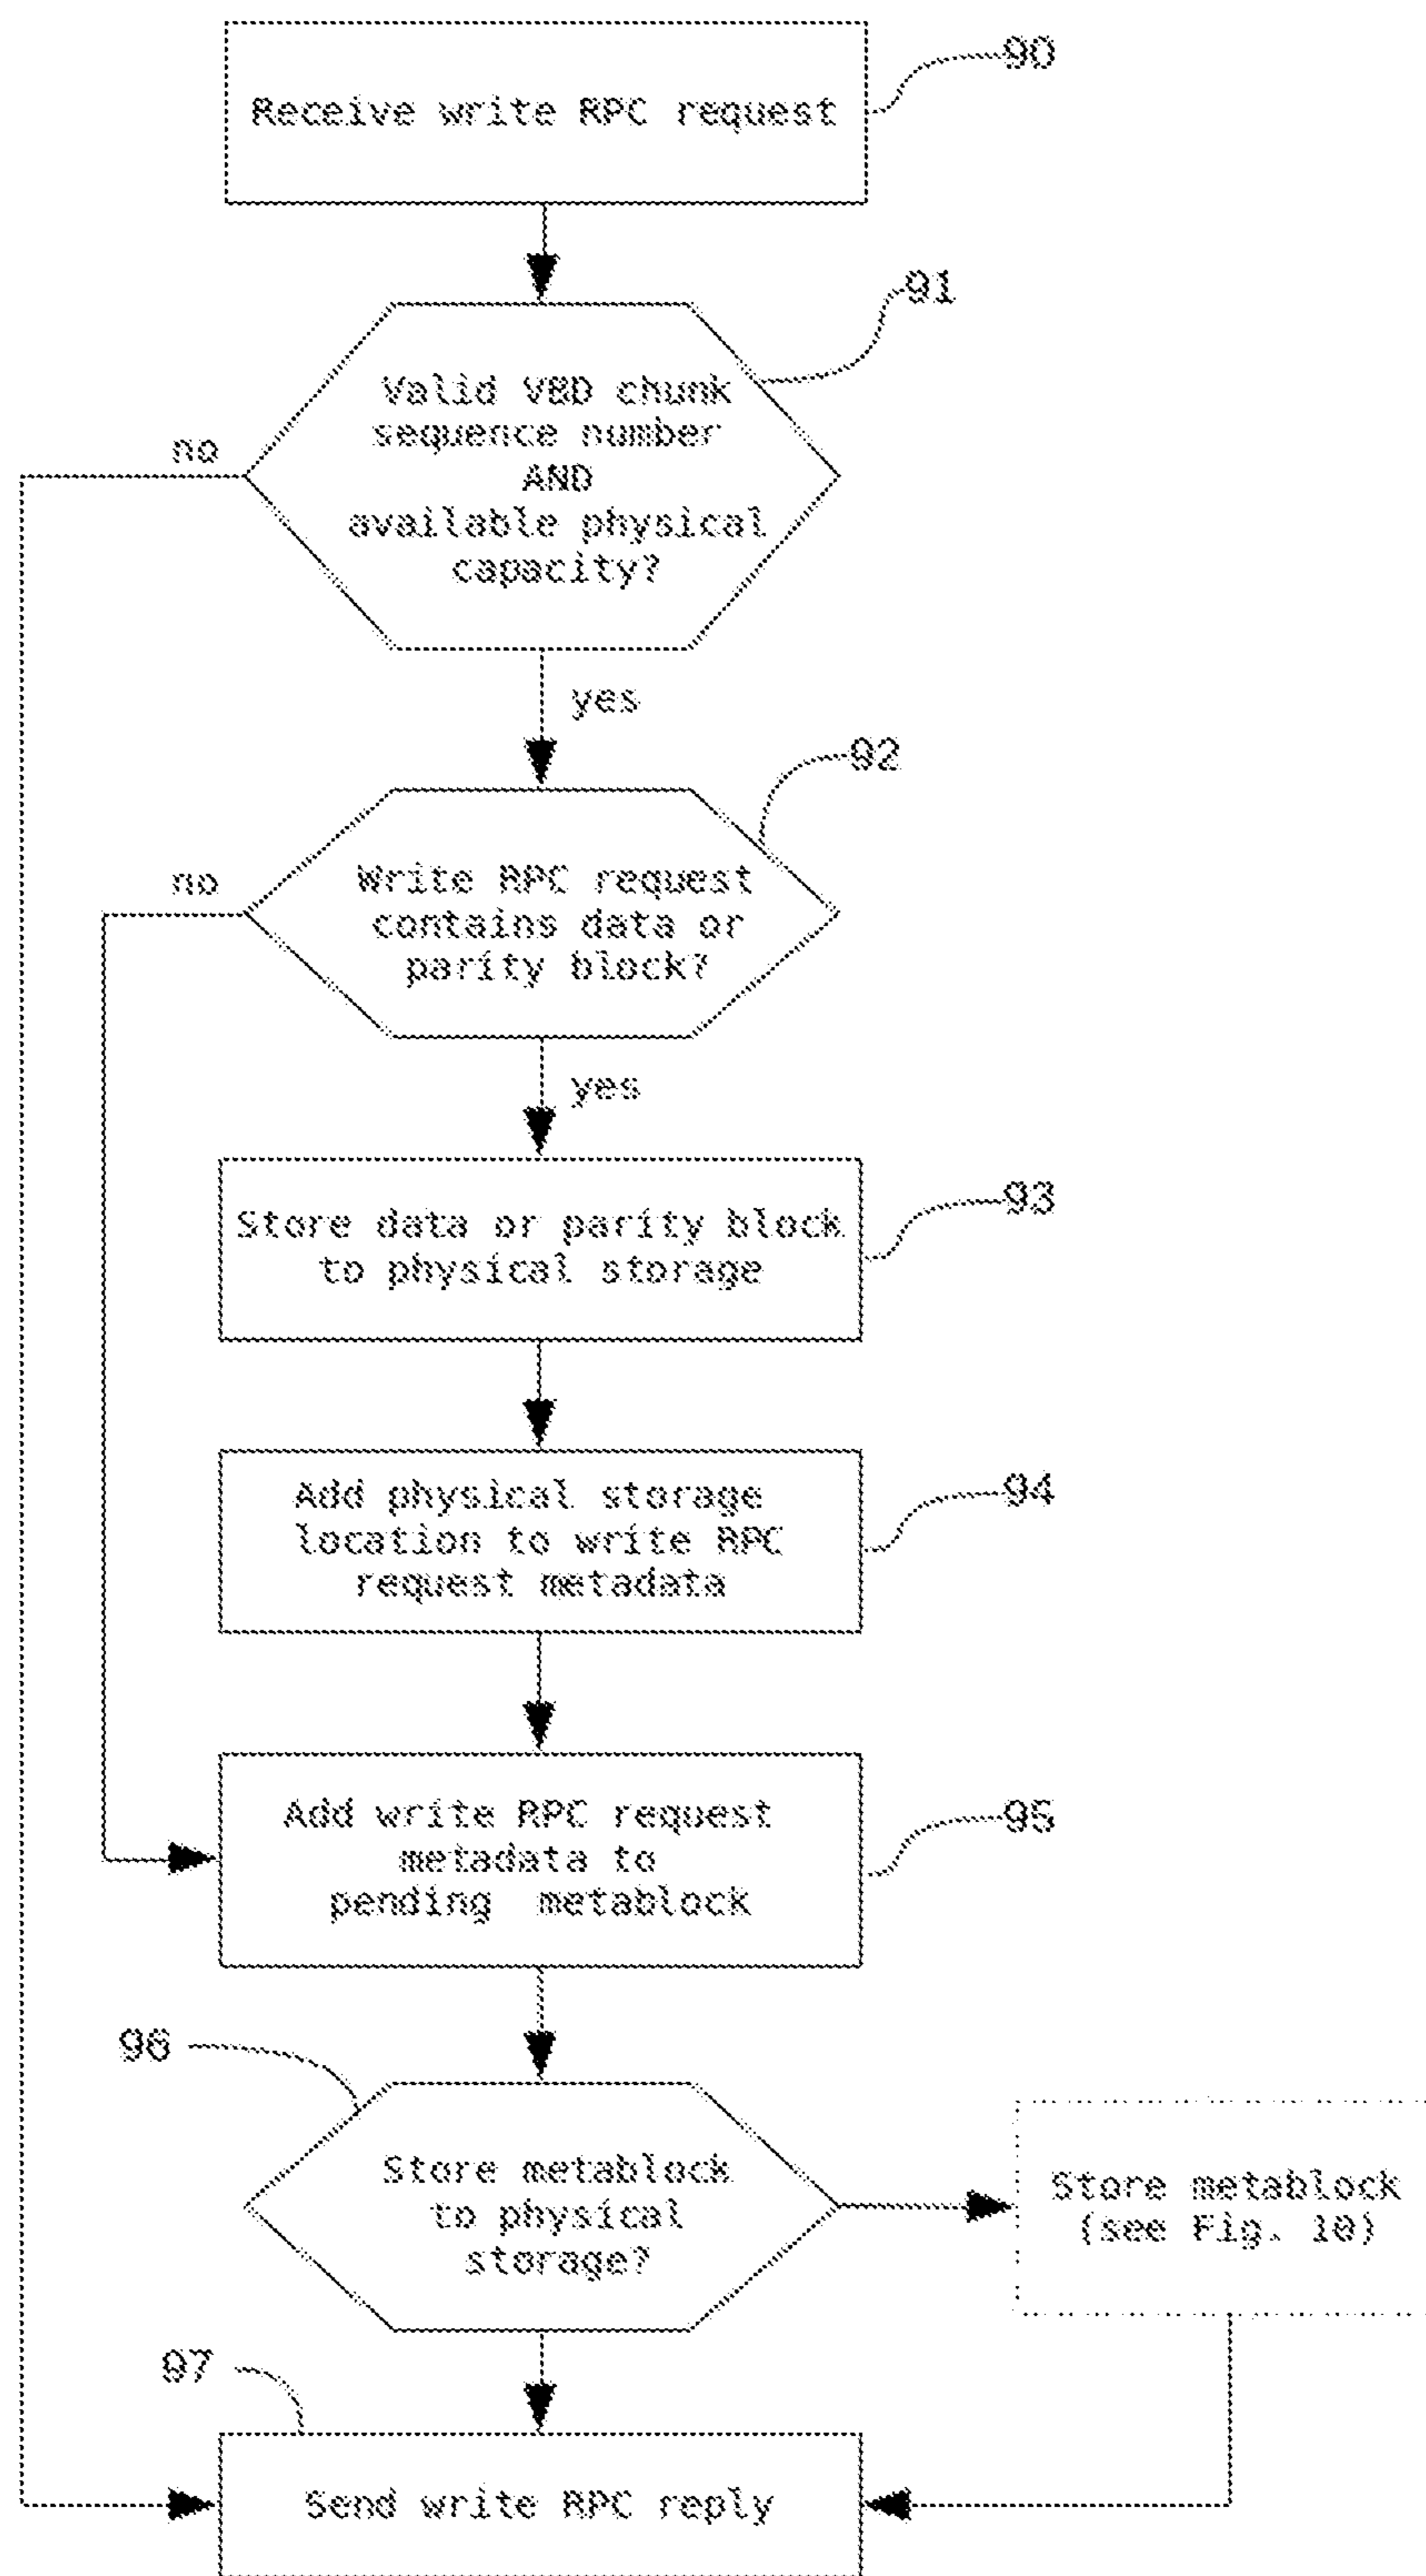 Receive write RPC request
90
91
Valid VBD chunk
sequence number
AND
available physical
capacity?
no
yes
92
Write RPC request
contains data or
parity block?
no
yes
Store data or parity block
to physical storage
93
Add physical storage
location to write RPC
request metadata
94
Add write RPC request
metadata to
pending metablock
95
96
Store metablock
to physical
storage?
Store metablock
(see Fig. 10)
97
Send write RPC reply